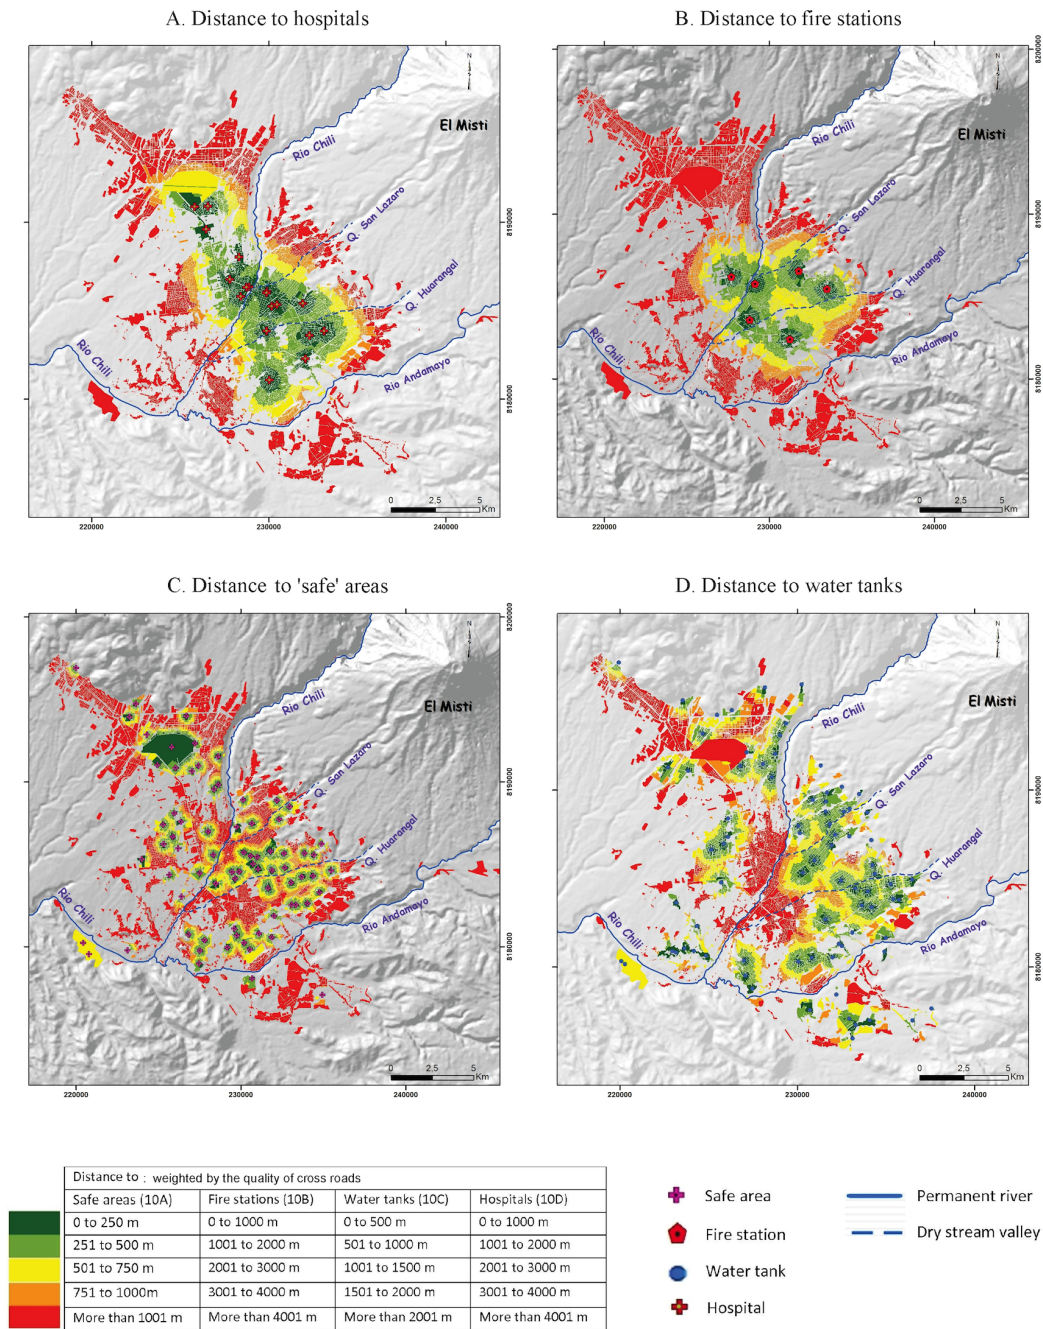 A. Distance to hospitals
B. Distance to fire stations
N
El Misti
Rio Chili
Q. San Lazaro
Q. Huarangal
Rio Chili
Rio Andamayo
8190000
8180000
0 2.5 5
Km
220000 230000 240000
N
El Misti
Rio Chili
Q. San Lazaro
Q. Huarangal
Rio Chili
Rio Andamayo
8200000
8190000
8180000
0 2.5 5
Km
220000 230000 240000
C. Distance to 'safe' areas
D. Distance to water tanks
N
El Misti
Rio Chili
Q. San Lazaro
Q. Huarangal
Rio Chili
Rio Andamayo
8200000
8190000
8180000
0 2.5 5
Km
220000 230000 240000
N
El Misti
Rio Chili
Q. San Lazaro
Q. Huarangal
Rio Chili
Rio Andamayo
8190000
8180000
0 2.5 5
Km
220000 230000 240000
Distance to : weighted by the quality of cross roads
Safe areas (10A) Fire stations (10B) Water tanks (10C) Hospitals (10D)
0 to 250 m 0 to 1000 m 0 to 500 m 0 to 1000 m
251 to 500 m 1001 to 2000 m 501 to 1000 m 1001 to 2000 m
501 to 750 m 2001 to 3000 m 1001 to 1500 m 2001 to 3000 m
751 to 1000m 3001 to 4000 m 1501 to 2000 m 3001 to 4000 m
More than 1001 m More than 4001 m More than 2001 m More than 4001 m
Safe area
Fire station
Water tank
Hospital
Permanent river
Dry stream valley